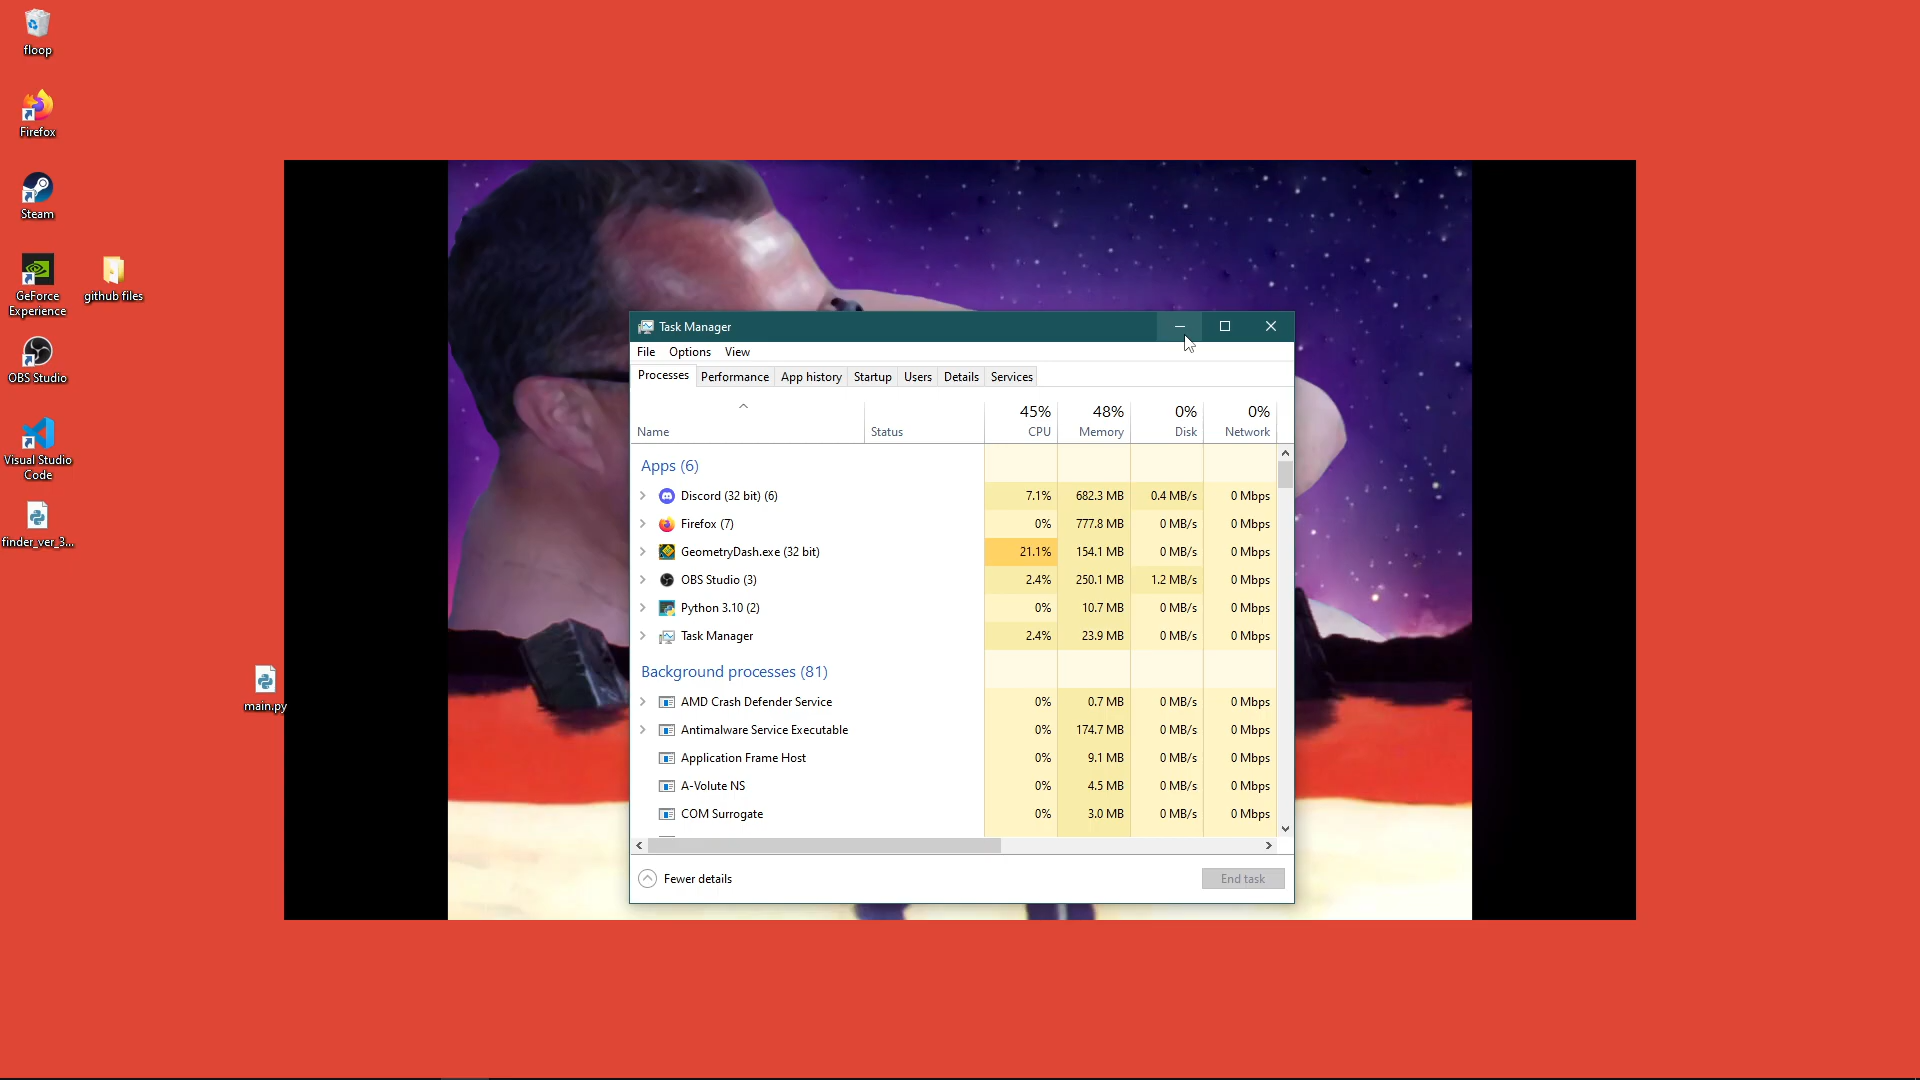 floop
Firefox
Steam
GeForce
Experience
github files
OBS Studio
Visual Studio
Code
finder_ver_3...
main.py
Task Manager
File Options View
Processes Performance App history Startup Users Details Services
45% 48% 0% 0%
Name Status CPU Memory Disk Network
Apps (6)
Discord (32 bit) (6) 7.1% 682.3 MB 0.4 MB/s 0 Mbps
Firefox (7) 0% 777.8 MB 0 MB/s 0 Mbps
GeometryDash.exe (32 bit) 21.1% 154.1 MB 0 MB/s 0 Mbps
OBS Studio (3) 2.4% 250.1 MB 1.2 MB/s 0 Mbps
Python 3.10 (2) 0% 10.7 MB 0 MB/s 0 Mbps
Task Manager 2.4% 23.9 MB 0 MB/s 0 Mbps
Background processes (81)
AMD Crash Defender Service 0% 0.7 MB 0 MB/s 0 Mbps
Antimalware Service Executable 0% 174.7 MB 0 MB/s 0 Mbps
Application Frame Host 0% 9.1 MB 0 MB/s 0 Mbps
A-Volute NS 0% 4.5 MB 0 MB/s 0 Mbps
COM Surrogate 0% 3.0 MB 0 MB/s 0 Mbps
Fewer details
End task